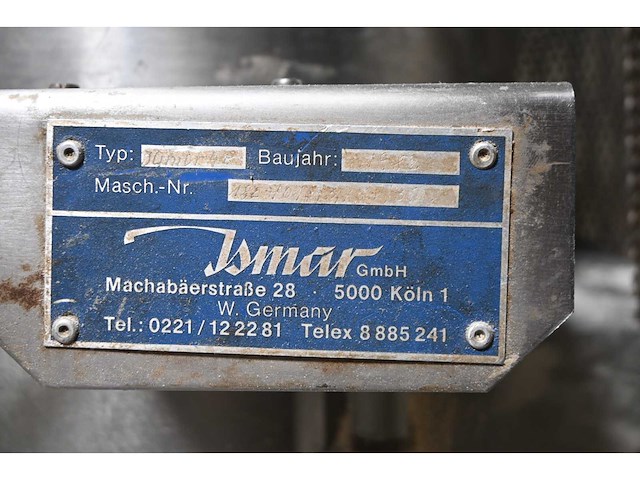 Typ: Baujahr:
Masch.-Nr.
Ismar GmbH
Machabäerstraße 28 · 5000 Köln 1
W. Germany
Tel.: 0221/12 22 81 Telex 8 885 241